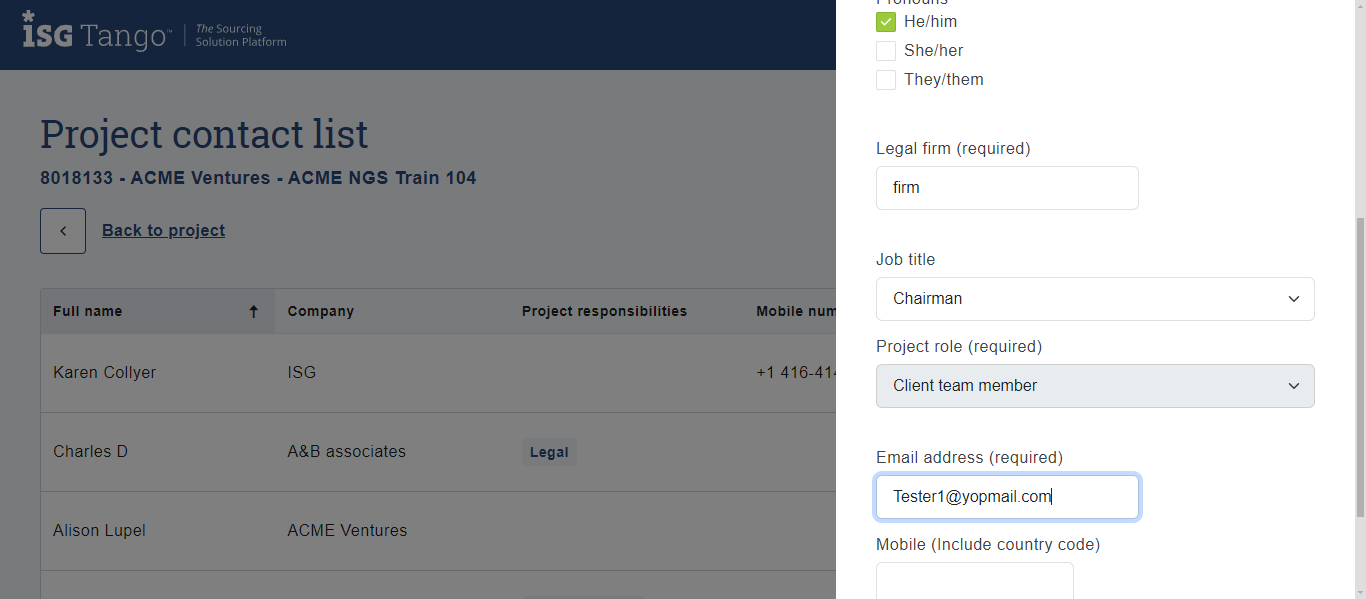 ISG Tango™
The Sourcing
Solution Platform
Project contact list
8018133 - ACME Ventures - ACME NGS Train 104
Back to project
Full name Company Project responsibilities Mobile num
Karen Collyer ISG +1 416-414
Charles D A&B associates Legal
Alison Lupel ACME Ventures
Pronouns
He/him
She/her
They/them
Legal firm (required)
firm
Job title
Chairman
Project role (required)
Client team member
Email address (required)
Tester1@yopmail.com
Mobile (Include country code)